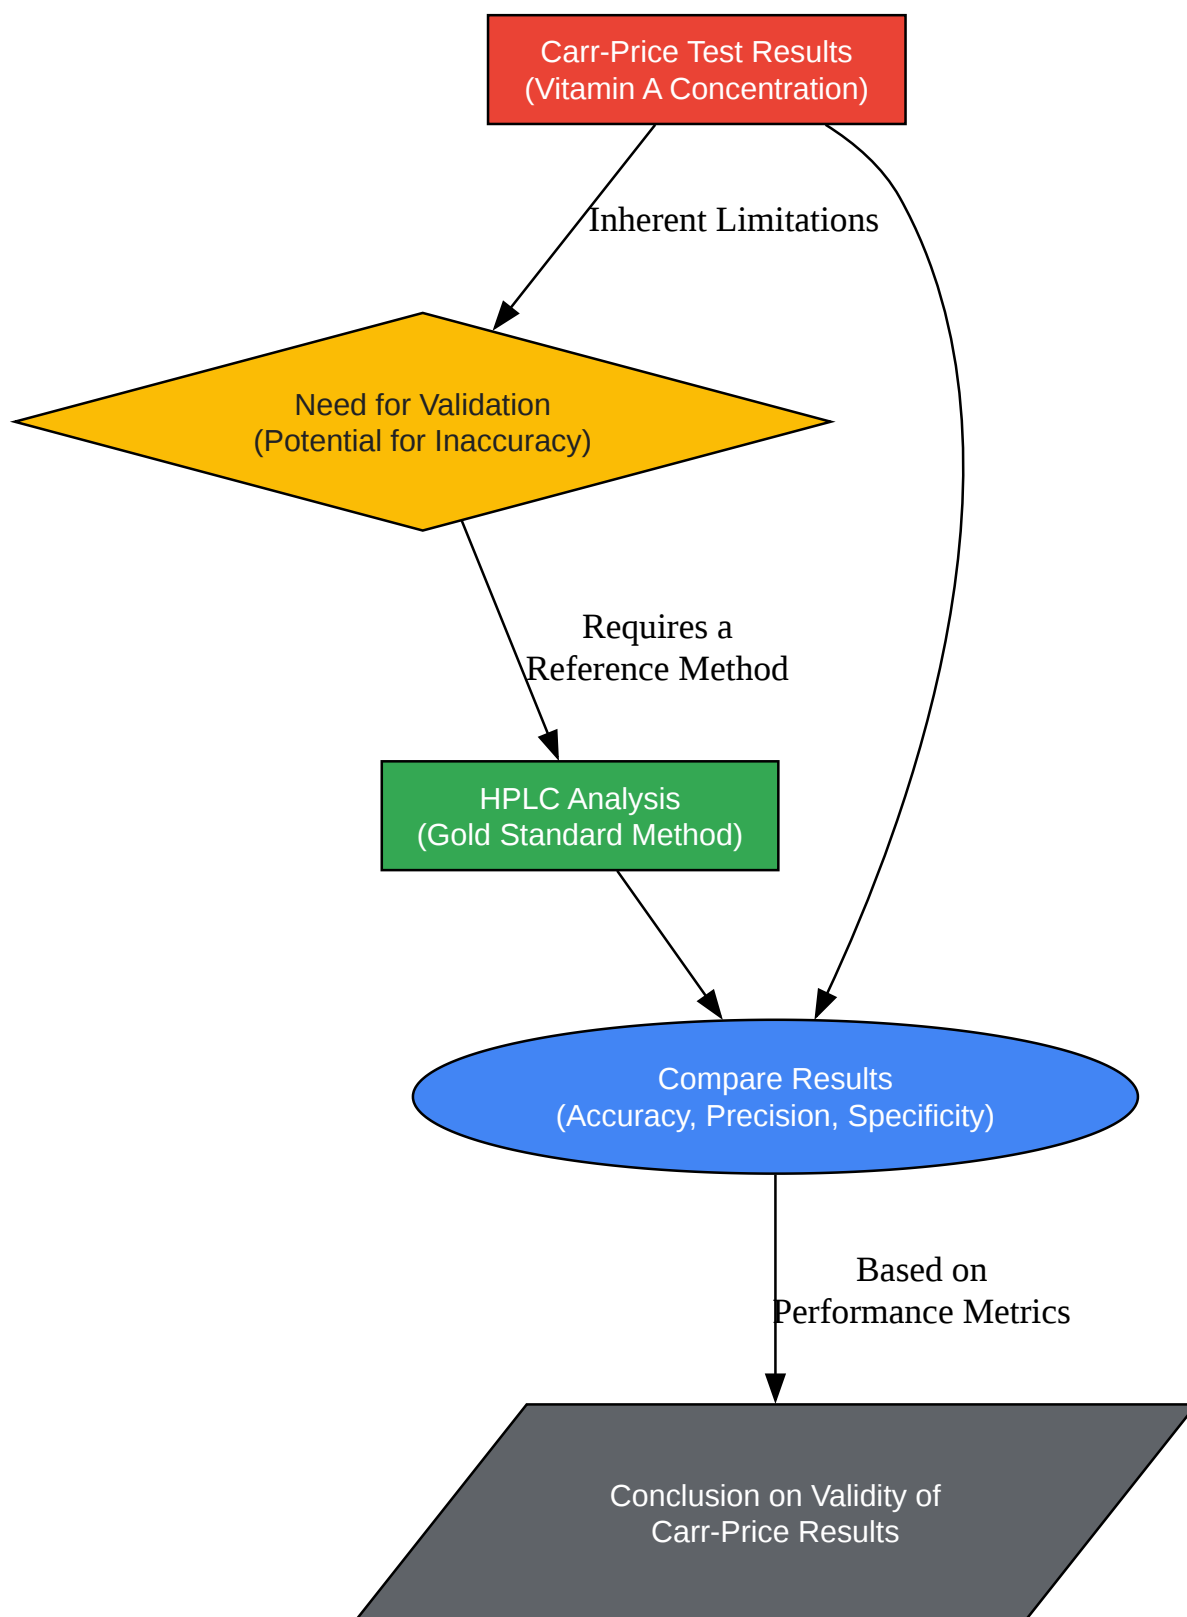 Carr-Price Test Results
(Vitamin A Concentration)
Inherent Limitations
Need for Validation
(Potential for Inaccuracy)
Requires a
Reference Method
HPLC Analysis
(Gold Standard Method)
Compare Results
(Accuracy, Precision, Specificity)
Based on
Performance Metrics
Conclusion on Validity of
Carr-Price Results